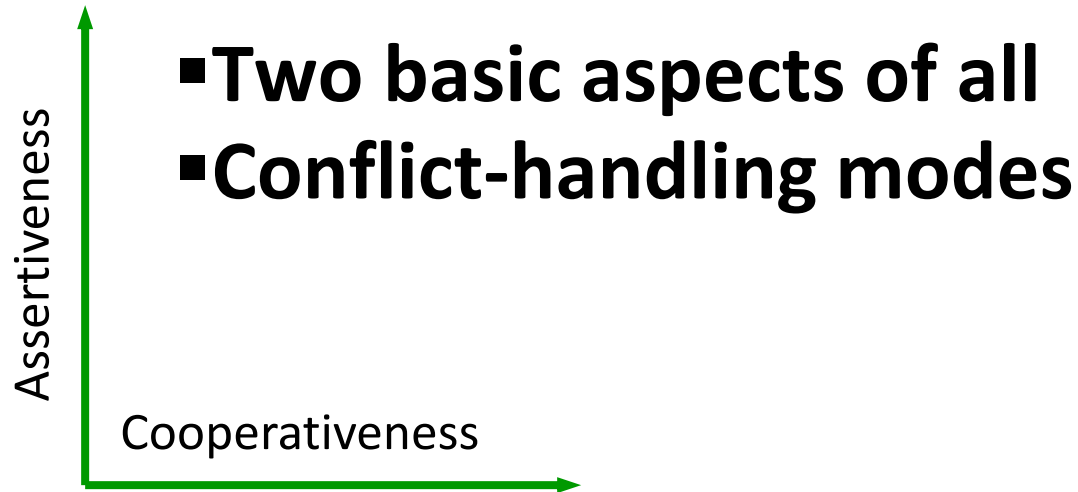 ▪Two basic aspects of all
▪Conflict-handling modes
Assertiveness
Cooperativeness